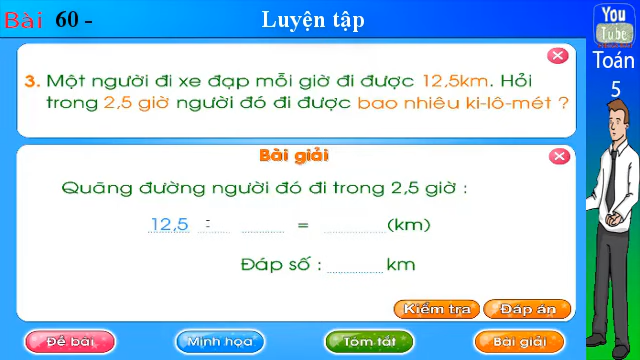 Bài 60 - Luyện tập
You
Tube
Toán
5
3. Một người đi xe đạp mỗi giờ đi được 12,5km. Hỏi
trong 2,5 giờ người đó đi được bao nhiêu ki-lô-mét ?
Bài giải
Quãng đường người đó đi trong 2,5 giờ :
12,5 ...... ........ = ............ (km)
Đáp số : ........... km
Kiểm tra Đáp án
Đề bài Minh họa Tóm tắt Bài giải